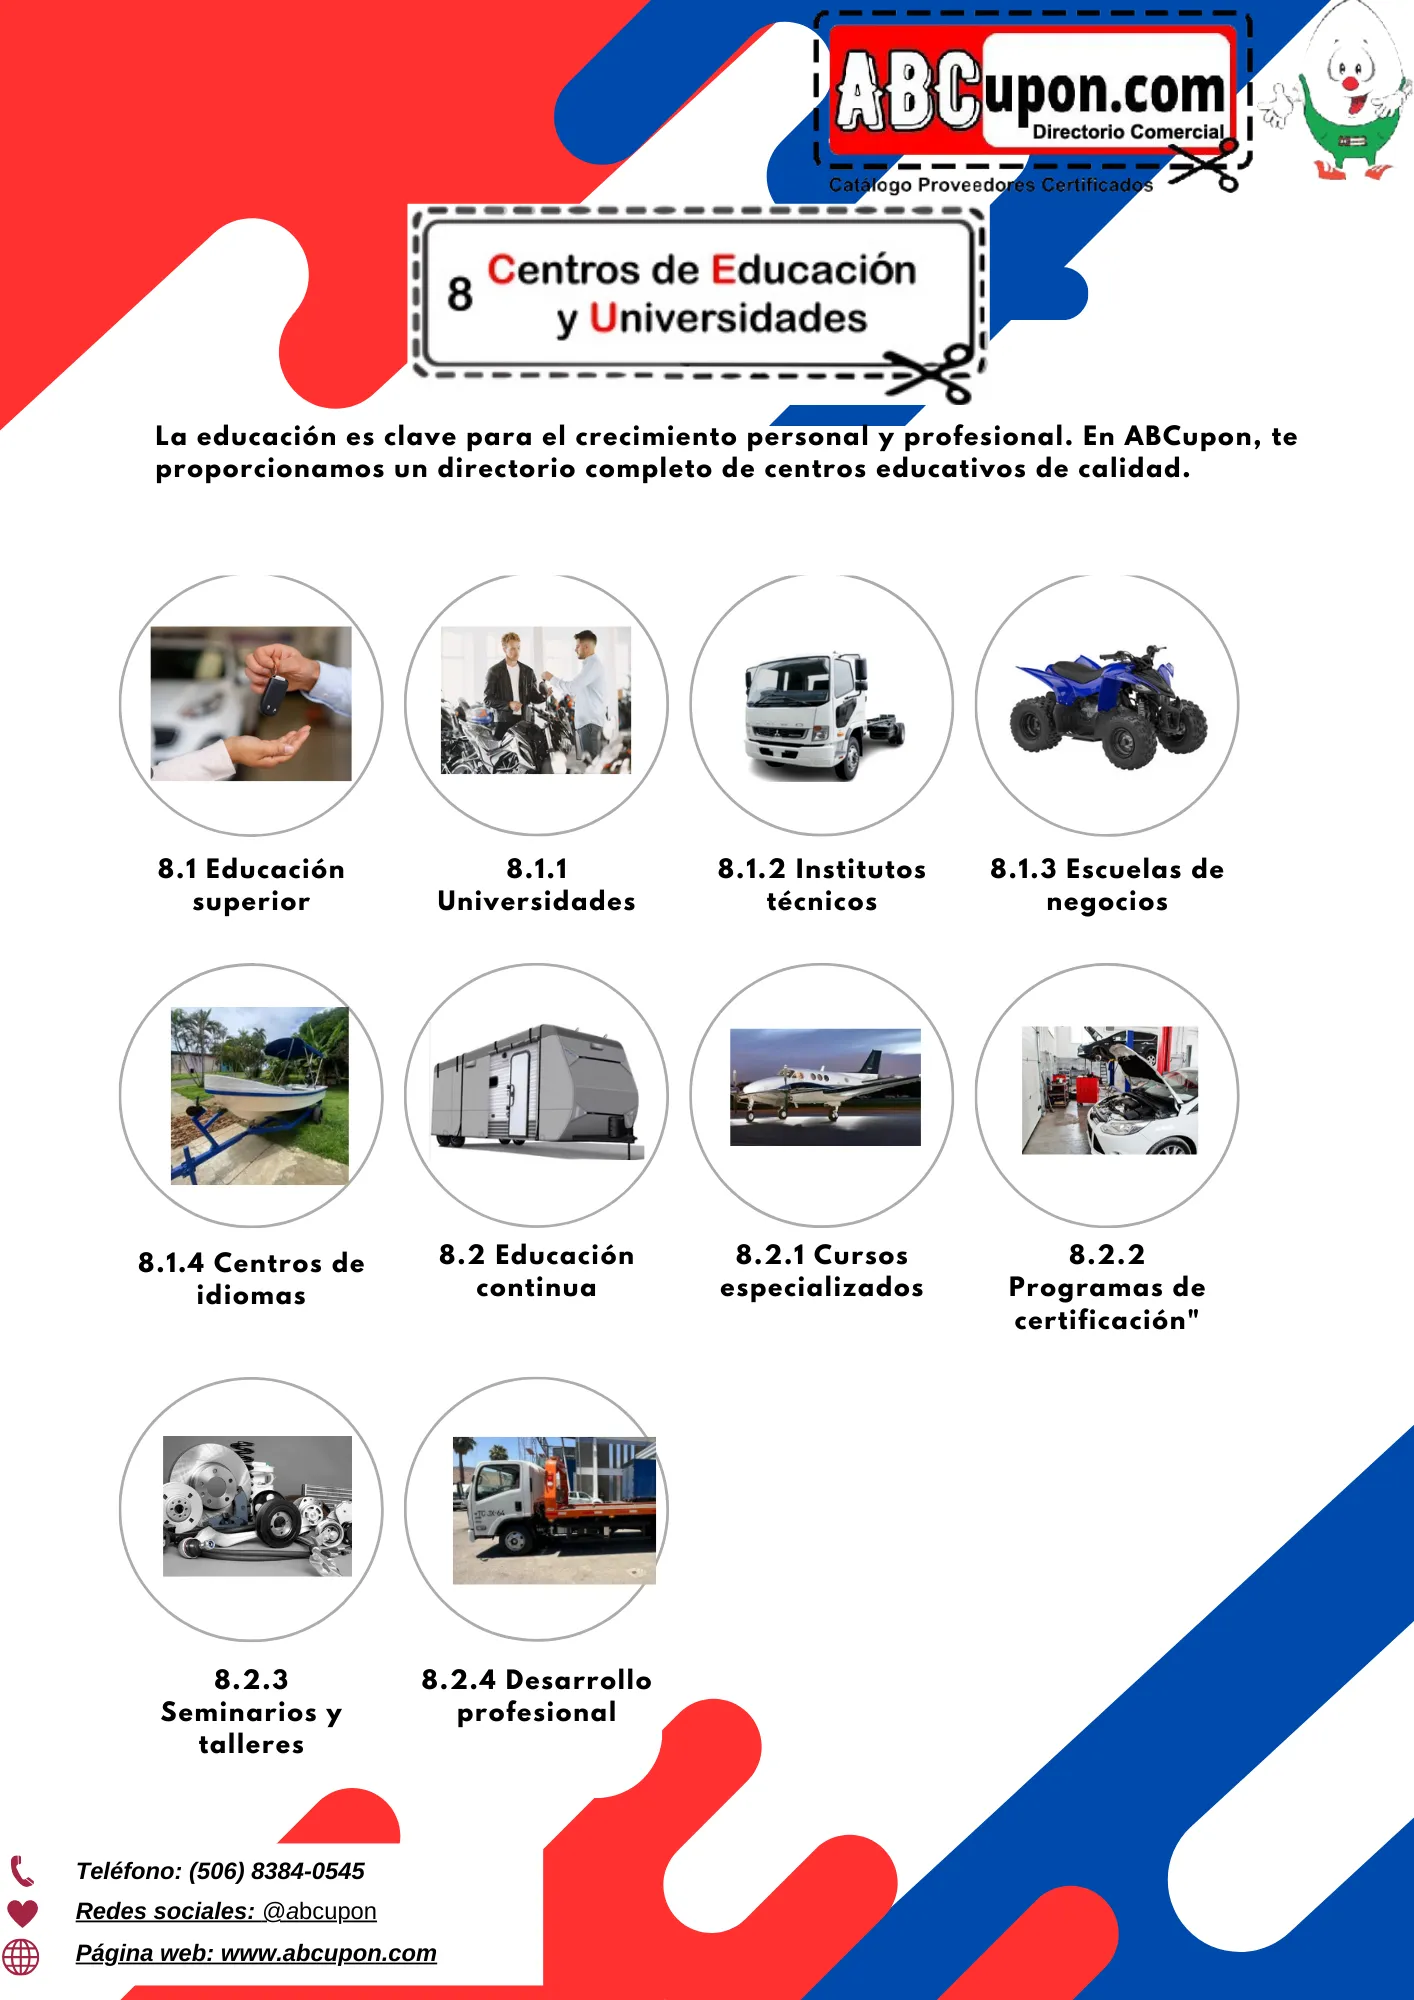 ABCupon.com
Directorio Comercial
Catálogo Proveedores Certificados
8 Centros de Educación
y Universidades
La educación es clave para el crecimiento personal y profesional. En ABCupon, te
proporcionamos un directorio completo de centros educativos de calidad.
8.1 Educación
superior
8.1.1
Universidades
8.1.2 Institutos
técnicos
8.1.3 Escuelas de
negocios
8.1.4 Centros de
idiomas
8.2 Educación
continua
8.2.1 Cursos
especializados
8.2.2
Programas de
certificación"
8.2.3
Seminarios y
talleres
8.2.4 Desarrollo
profesional
Teléfono: (506) 8384-0545
Redes sociales: @abcupon
Página web: www.abcupon.com